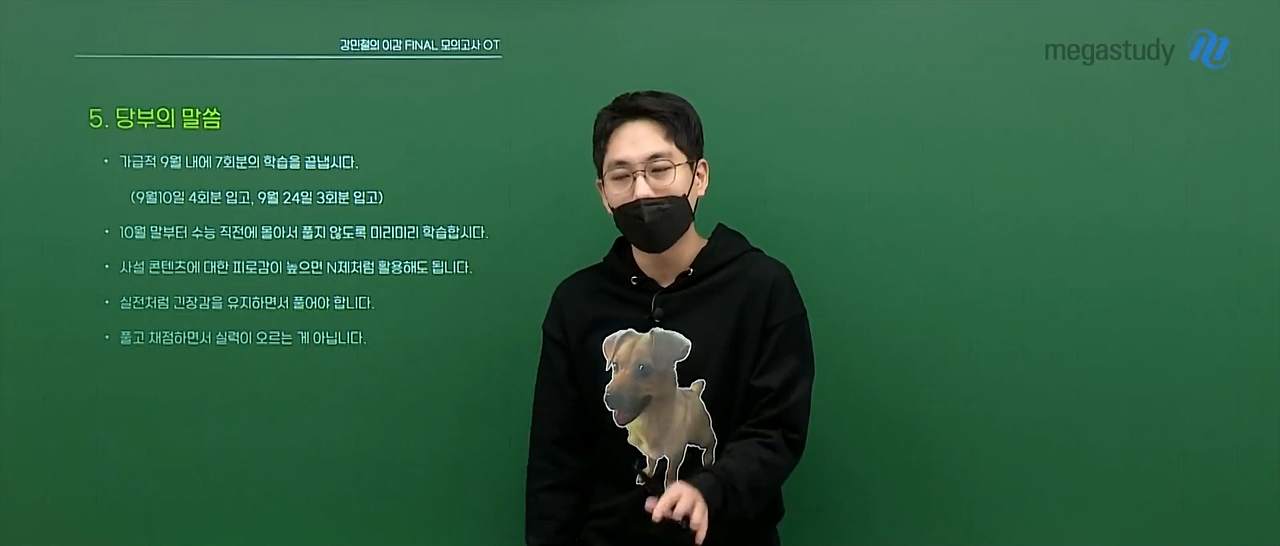 강민철의 이감 FINAL 모의고사 OT
megastudy
5. 당부의 말씀
• 가급적 9월 내에 7회분의 학습을 끝냅시다.
(9월10일 4회분 입고, 9월 24일 3회분 입고)
• 10월 말부터 수능 직전에 몰아서 풀지 않도록 미리미리 학습합시다.
• 사설 콘텐츠에 대한 피로감이 높으면 N제처럼 활용해도 됩니다.
• 실전처럼 긴장감을 유지하면서 풀어야 합니다.
• 풀고 채점하면서 실력이 오르는 게 아닙니다.